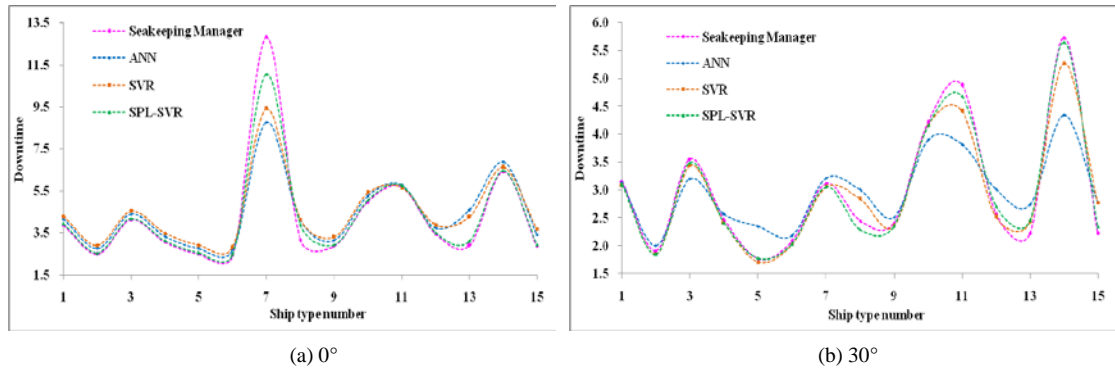 13.5
11.5
9.5
7.5
5.5
3.5
1.5
Downtime
Seakeeping Manager
ANN
SVR
SPL-SVR
1 3 5 7 9 11 13 15
Ship type number
(a) 0°
6.0
5.5
5.0
4.5
4.0
3.5
3.0
2.5
2.0
1.5
Downtime
Seakeeping Manager
ANN
SVR
SPL-SVR
1 3 5 7 9 11 13 15
Ship type number
(b) 30°